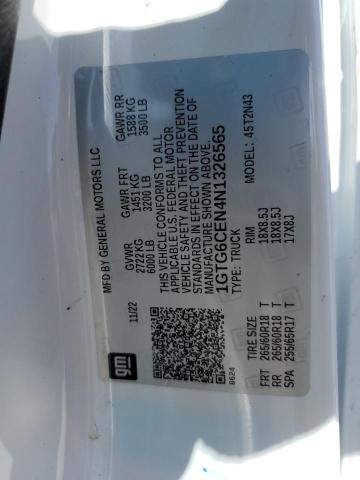 MFD BY GENERAL MOTORS LLC
11/22
GVWR GAWR FRT GAWR RR
2722 KG 1451 KG 1588 KG
6000 LB 3200 LB 3500 LB
THIS VEHICLE CONFORMS TO ALL
APPLICABLE U.S. FEDERAL MOTOR
VEHICLE SAFETY AND THEFT PREVENTION
STANDARDS IN EFFECT ON THE DATE OF
MANUFACTURE SHOWN ABOVE.
1GTG6CEN4N1326565
TYPE: TRUCK MODEL: 45T2N43
gm
8624
TIRE SIZE RIM
FRT 265/60R18 T 18X8.5J
RR 265/60R18 T 18X8.5J
SPA 255/65R17 T 17X8J